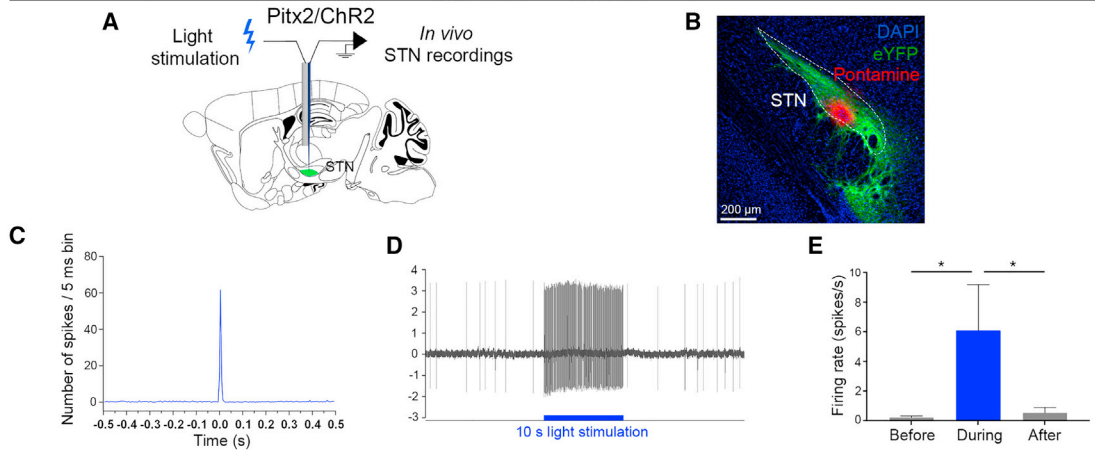 A
Pitx2/ChR2
Light
stimulation
In vivo
STN recordings
STN
B
DAPI
eYFP
Pontamine
STN
200 µm
C
Number of spikes / 5 ms bin
80
60
40
20
0
-0.5 -0.4 -0.3 -0.2 -0.1 0.0 0.1 0.2 0.3 0.4 0.5
Time (s)
D
4
3
2
1
0
-1
-2
-3
10 s light stimulation
E
Firing rate (spikes/s)
10
8
6
4
2
0
* *
Before During After